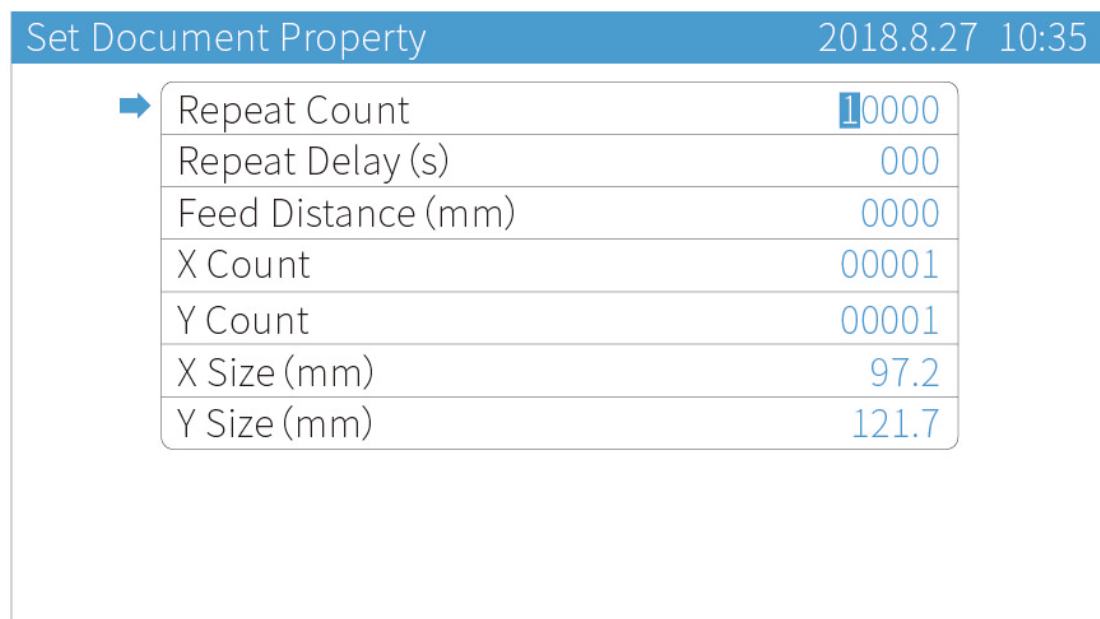 Set Document Property 2018.8.27 10:35
Repeat Count 10000
Repeat Delay (s) 000
Feed Distance (mm) 0000
X Count 00001
Y Count 00001
X Size (mm) 97.2
Y Size (mm) 121.7